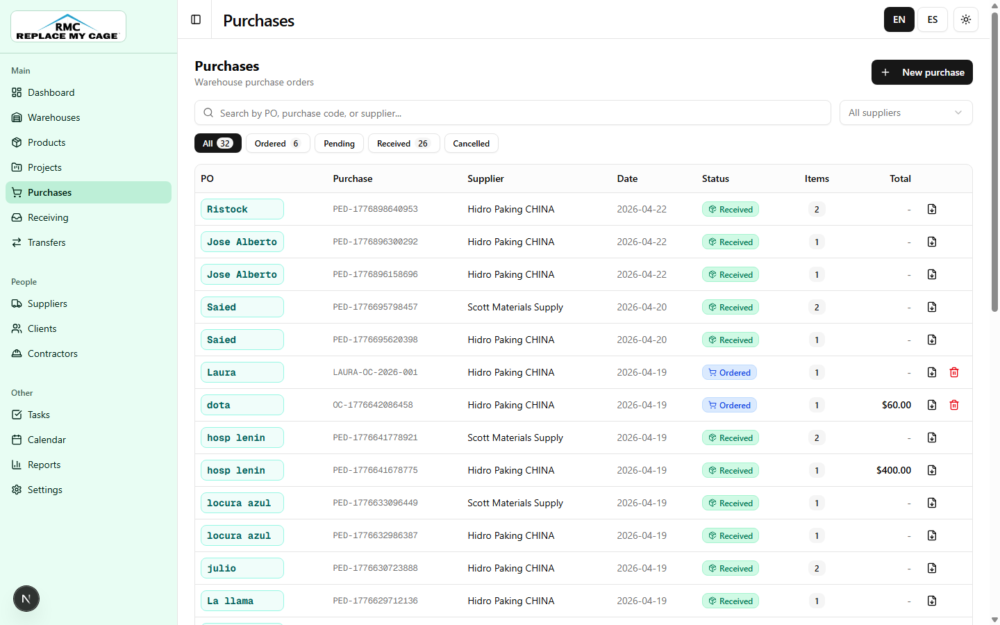 RMC
REPLACE MY CAGE
Main
Dashboard
Warehouses
Products
Projects
Purchases
Receiving
Transfers
People
Suppliers
Clients
Contractors
Other
Tasks
Calendar
Reports
Settings
N
Purchases
EN ES
Purchases
Warehouse purchase orders
New purchase
Search by PO, purchase code, or supplier...
All suppliers
All 32 Ordered 6 Pending Received 26 Cancelled
PO Purchase Supplier Date Status Items Total
Ristock PED-1776898640953 Hidro Paking CHINA 2026-04-22 Received 2 -
Jose Alberto PED-1776896300292 Hidro Paking CHINA 2026-04-22 Received 1 -
Jose Alberto PED-1776896158696 Hidro Paking CHINA 2026-04-22 Received 1 -
Saied PED-1776695798457 Scott Materials Supply 2026-04-20 Received 2 -
Saied PED-1776695620398 Hidro Paking CHINA 2026-04-20 Received 1 -
Laura LAURA-OC-2026-001 Hidro Paking CHINA 2026-04-19 Ordered 1 -
dota OC-1776642086458 Hidro Paking CHINA 2026-04-19 Ordered 1 $60.00
hosp lenin PED-1776641778921 Scott Materials Supply 2026-04-19 Received 2 -
hosp lenin PED-1776641678775 Hidro Paking CHINA 2026-04-19 Received 1 $400.00
locura azul PED-1776633096449 Scott Materials Supply 2026-04-19 Received 1 -
locura azul PED-1776632986387 Hidro Paking CHINA 2026-04-19 Received 1 -
julio PED-1776630723888 Hidro Paking CHINA 2026-04-19 Received 2 -
La llama PED-1776629712136 Hidro Paking CHINA 2026-04-19 Received 1 -